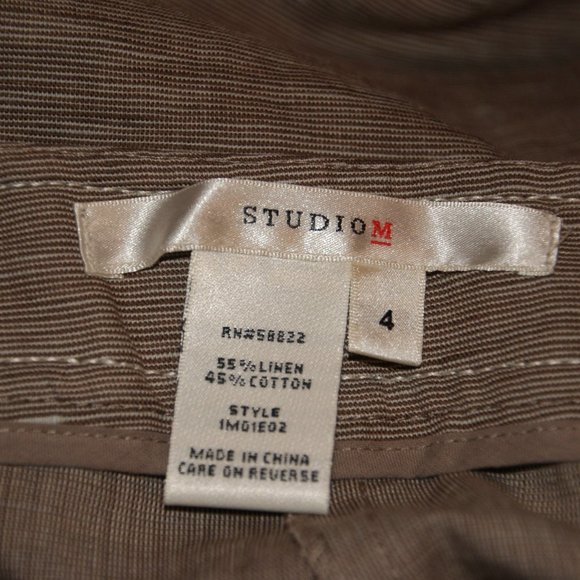 STUDIO M
4
RN#58822
55% LINEN
45% COTTON
STYLE
1M01E02
MADE IN CHINA
CARE ON REVERSE